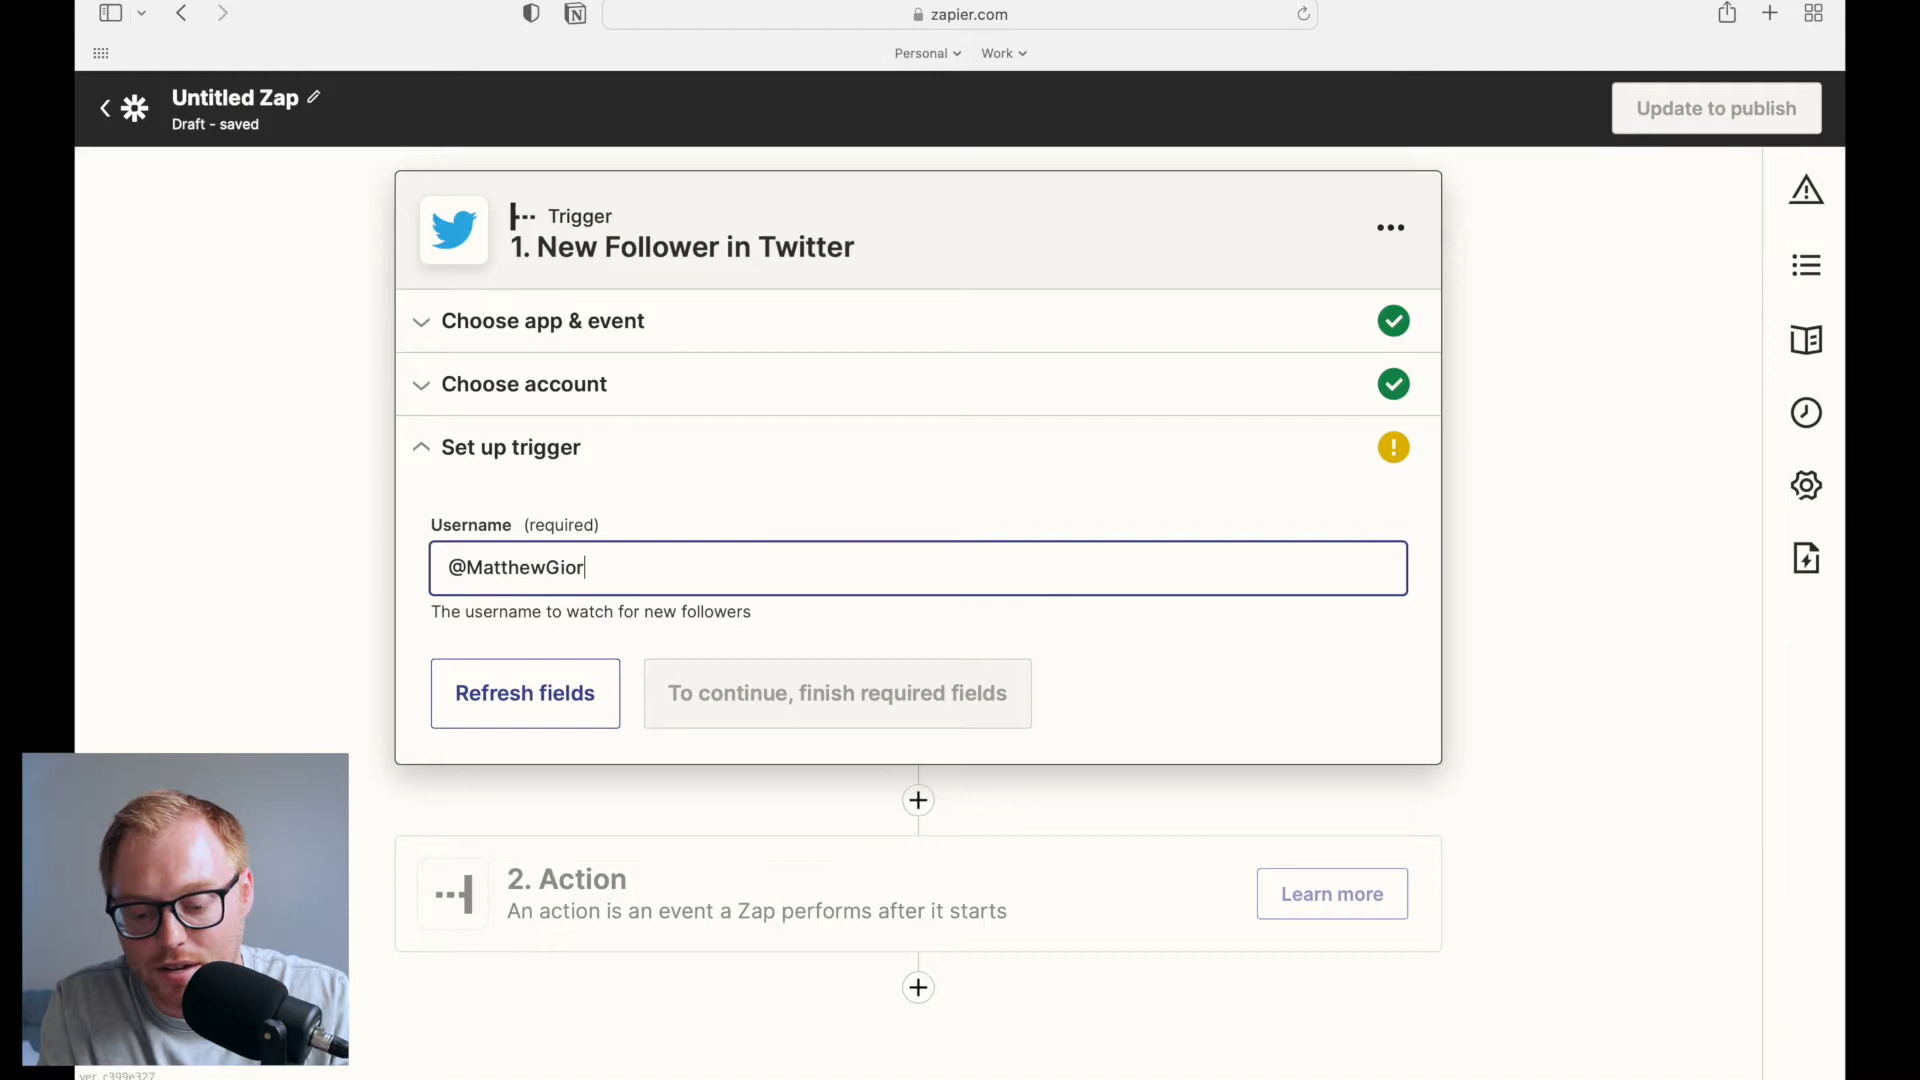 zapier.com
Personal
Work
Untitled Zap
Draft - saved
Update to publish
Trigger
1. New Follower in Twitter
Choose app & event
Choose account
Set up trigger
Username (required)
@MatthewGior
The username to watch for new followers
Refresh fields
To continue, finish required fields
2. Action
An action is an event a Zap performs after it starts
Learn more
ver. c399e327